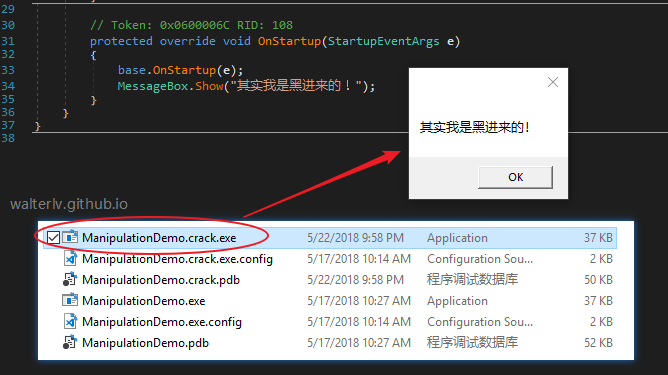 29
30 // Token: 0x0600006C RID: 108
31 protected override void OnStartup(StartupEventArgs e)
32 {
33 base.OnStartup(e);
34 MessageBox.Show("其实我是黑进来的！");
35 }
36 }
37 }
38
其实我是黑进来的!
OK
walterlv.github.io
ManipulationDemo.crack.exe 5/22/2018 9:58 PM Application 37 KB
ManipulationDemo.crack.exe.config 5/17/2018 10:14 AM Configuration Sou... 2 KB
ManipulationDemo.crack.pdb 5/22/2018 9:58 PM 程序调试数据库 50 KB
ManipulationDemo.exe 5/17/2018 10:27 AM Application 37 KB
ManipulationDemo.exe.config 5/17/2018 10:14 AM Configuration Sou... 2 KB
ManipulationDemo.pdb 5/17/2018 10:27 AM 程序调试数据库 52 KB